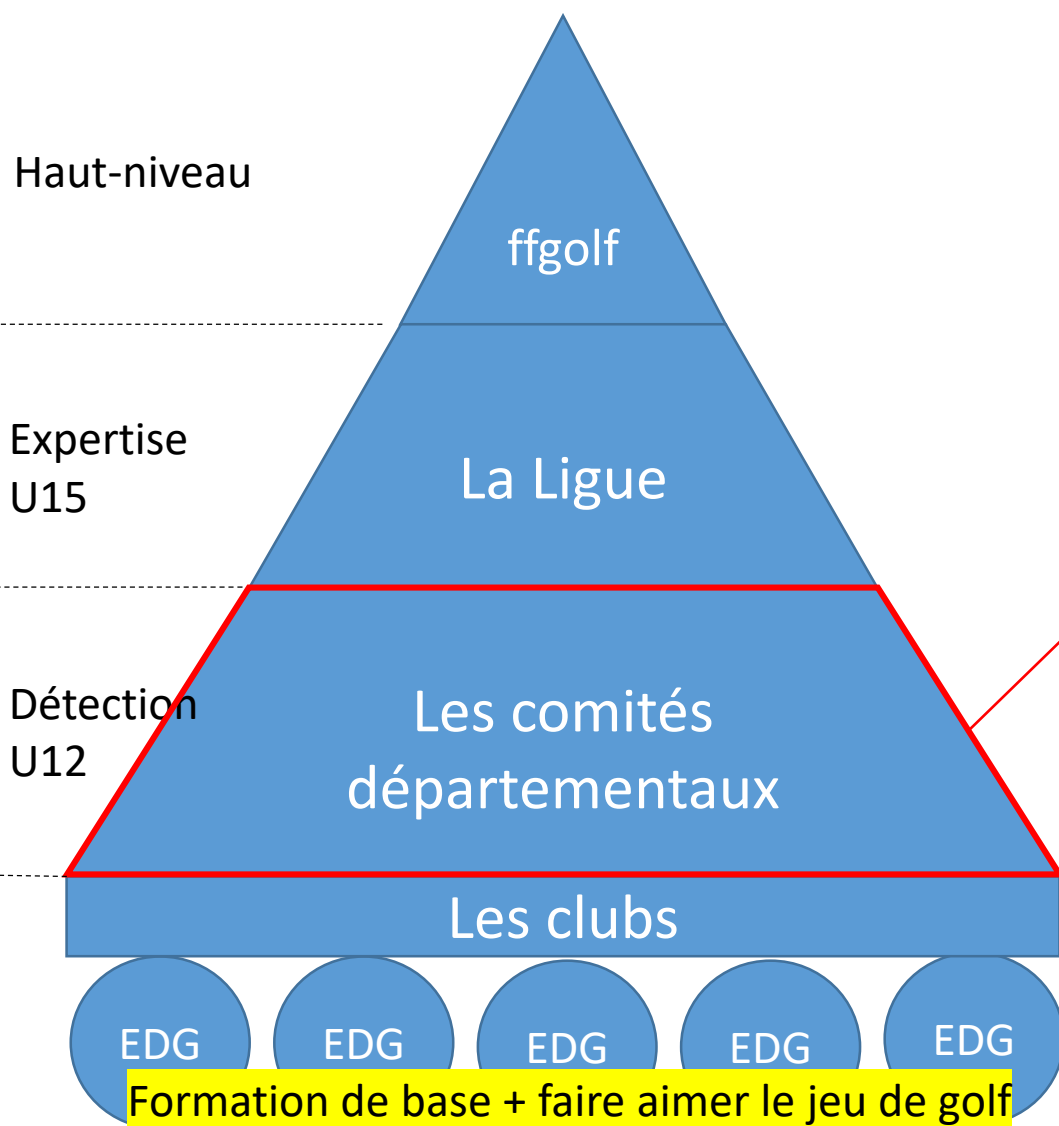 Haut-niveau
ffgolf
Expertise
U15
La Ligue
Détection
U12
Les comités
départementaux
Les clubs
EDG
EDG
EDG
EDG
EDG
Formation de base + faire aimer le jeu de golf